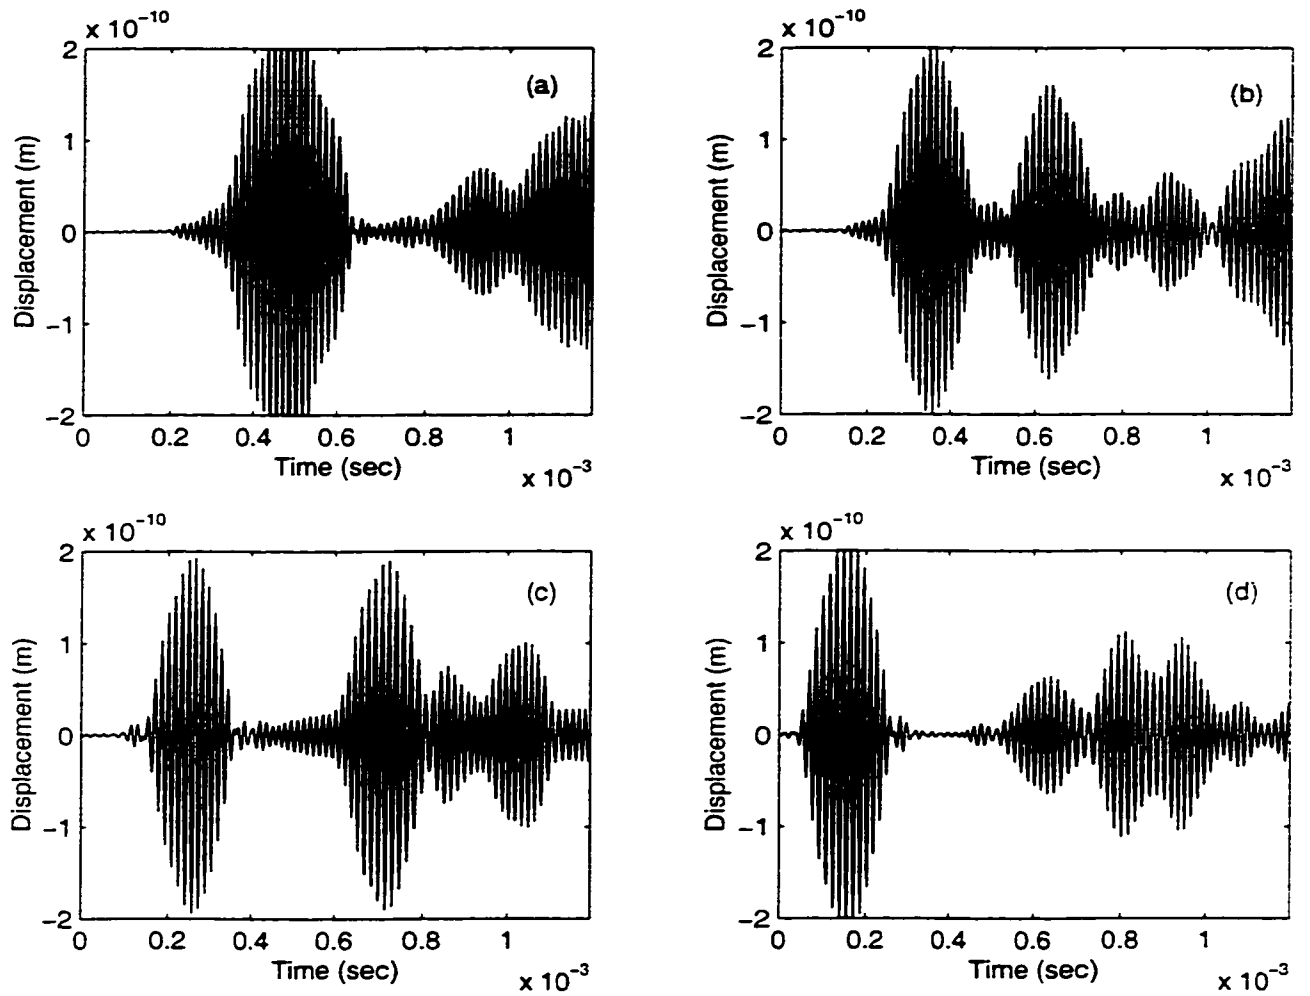 x 10⁻¹⁰
2
1
0
−1
−2
Displacement (m)
(a)
0 0.2 0.4 0.6 0.8 1
Time (sec)
x 10⁻³
x 10⁻¹⁰
2
1
0
−1
−2
Displacement (m)
(b)
0 0.2 0.4 0.6 0.8 1
Time (sec)
x 10⁻³
x 10⁻¹⁰
2
1
0
−1
−2
Displacement (m)
(c)
0 0.2 0.4 0.6 0.8 1
Time (sec)
x 10⁻³
x 10⁻¹⁰
2
1
0
−1
−2
Displacement (m)
(d)
0 0.2 0.4 0.6 0.8 1
Time (sec)
x 10⁻³